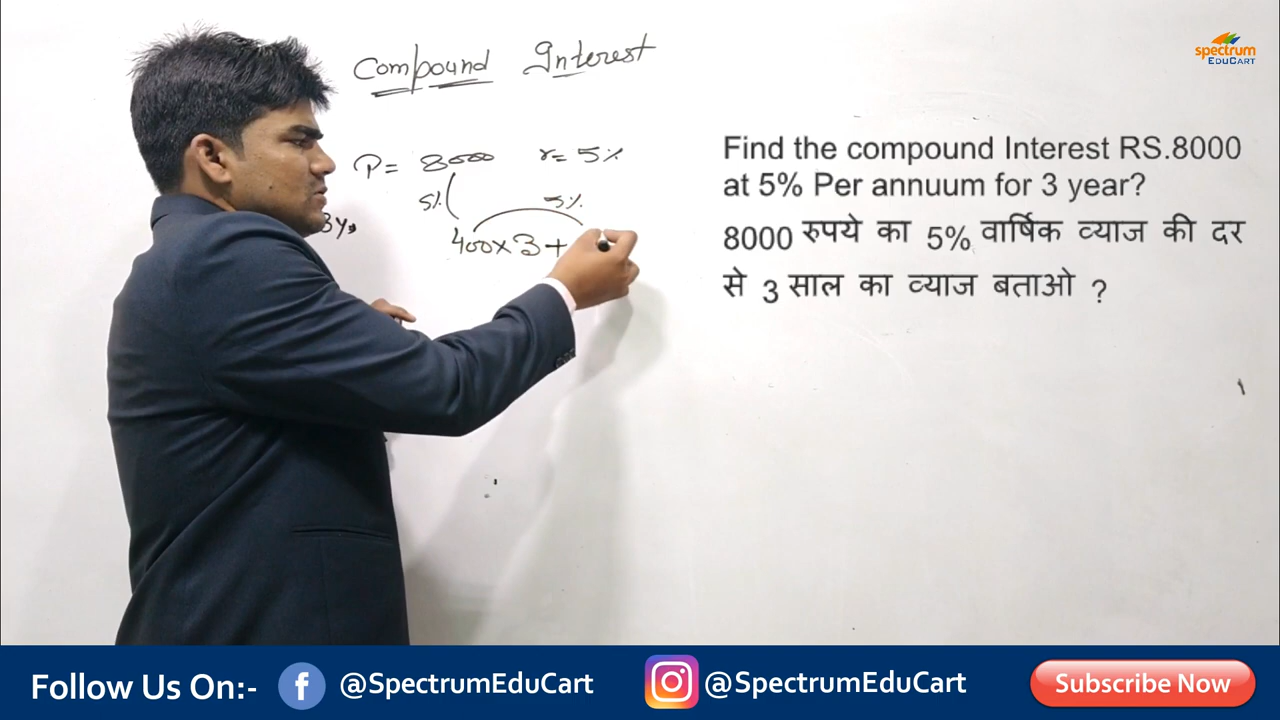 Compound Interest
spectrum
EDUCART
P = 8000 r = 5%
5% 5%
3y,
400 × 3 +
Find the compound Interest RS.8000
at 5% Per annuum for 3 year?
8000 रुपये का 5% वार्षिक व्याज की दर
से 3 साल का व्याज बताओ ?
Follow Us On:- f @SpectrumEduCart @SpectrumEduCart Subscribe Now